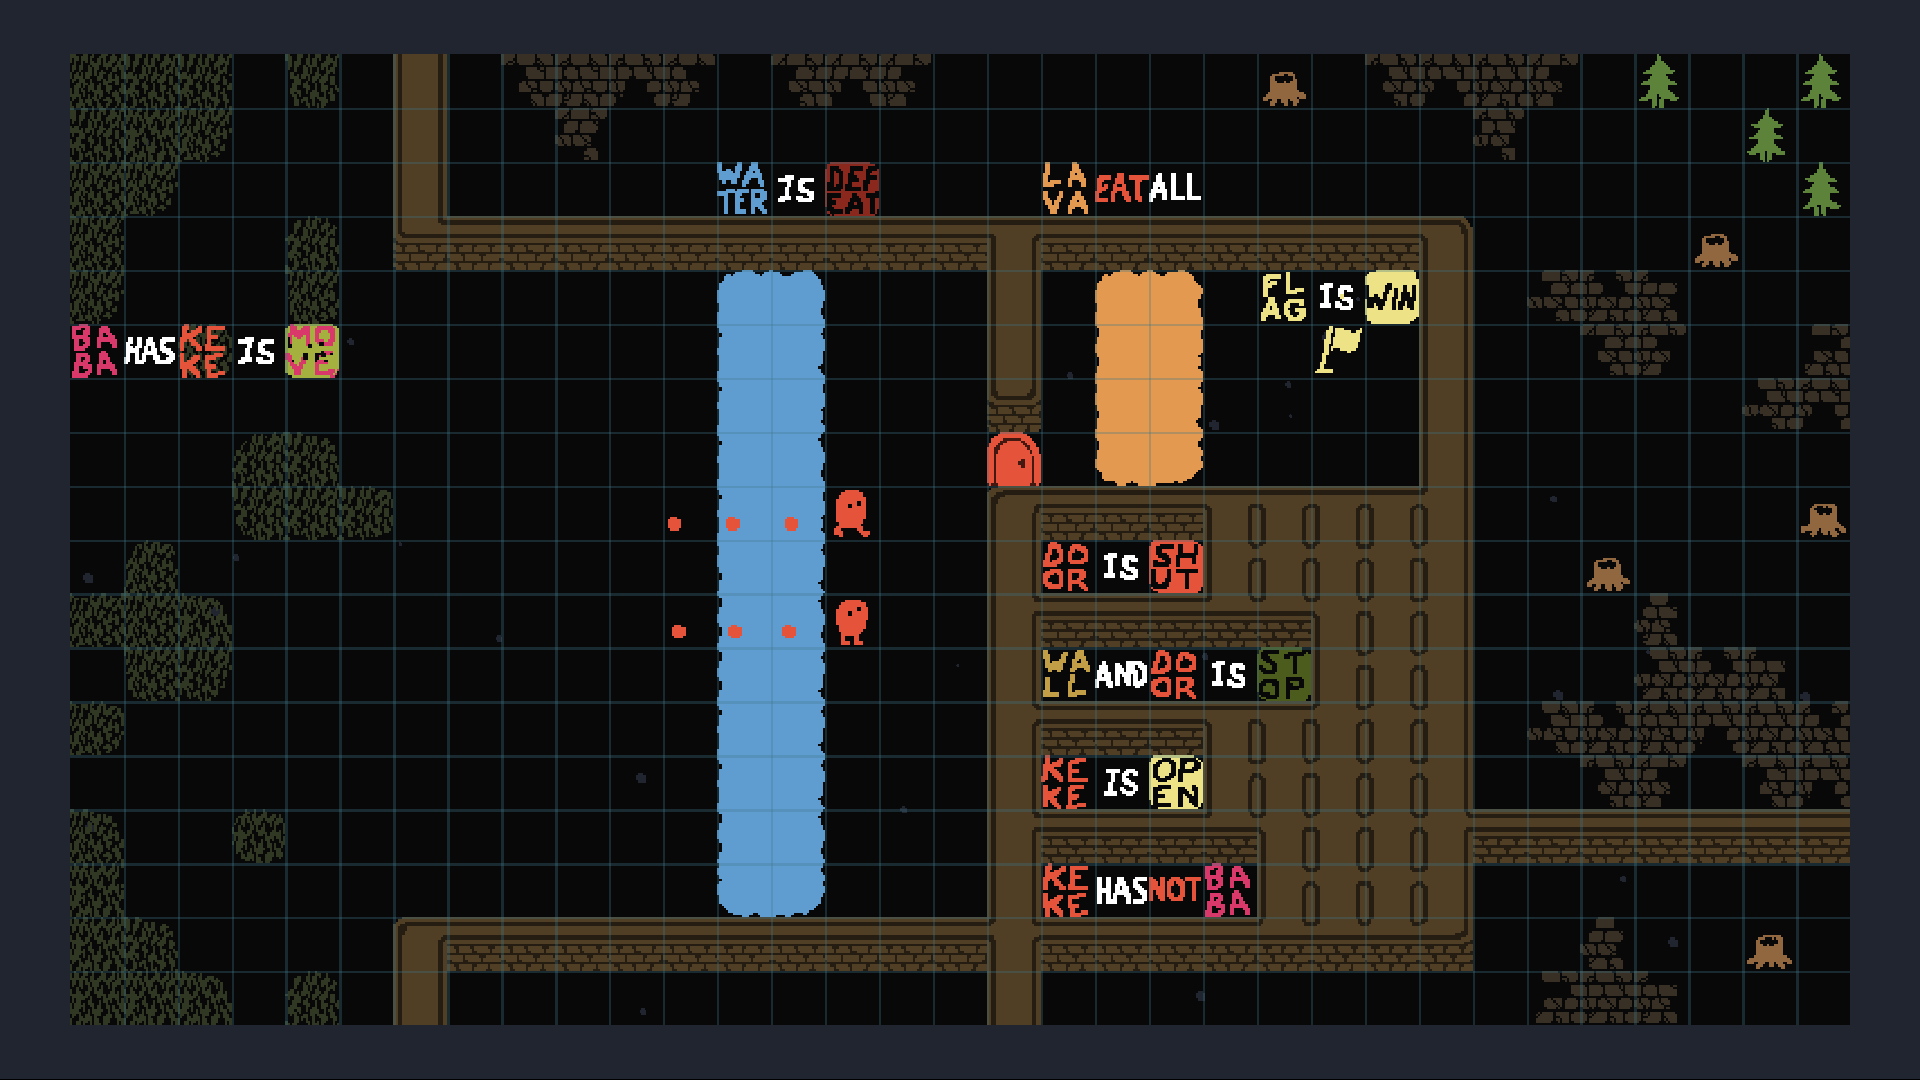 WATER IS DEFEAT
LAVA EAT ALL
FLAG IS WIN
BABA HAS KEKE IS MOVE
DOOR IS SHUT
WALL AND DOOR IS STOP
KEKE IS OPEN
KEKE HAS NOT BABA